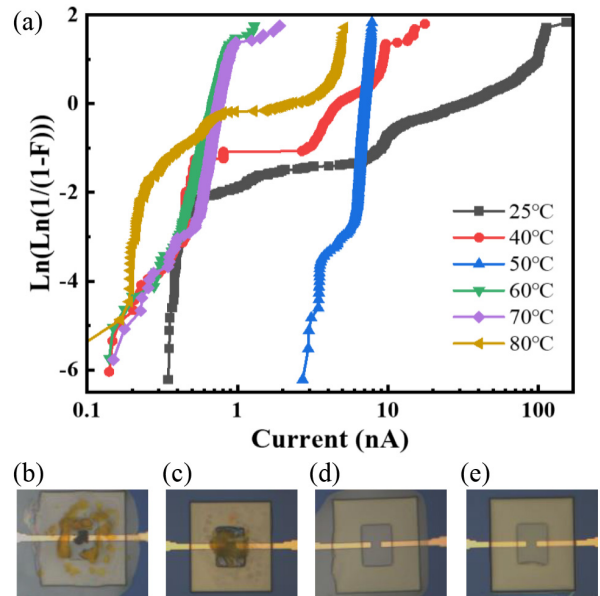 (a)
2
0
-2
-4
-6
Ln(Ln(1/(1-F)))
25℃
40℃
50℃
60℃
70℃
80℃
0.1 1 10 100
Current (nA)
(b) (c) (d) (e)